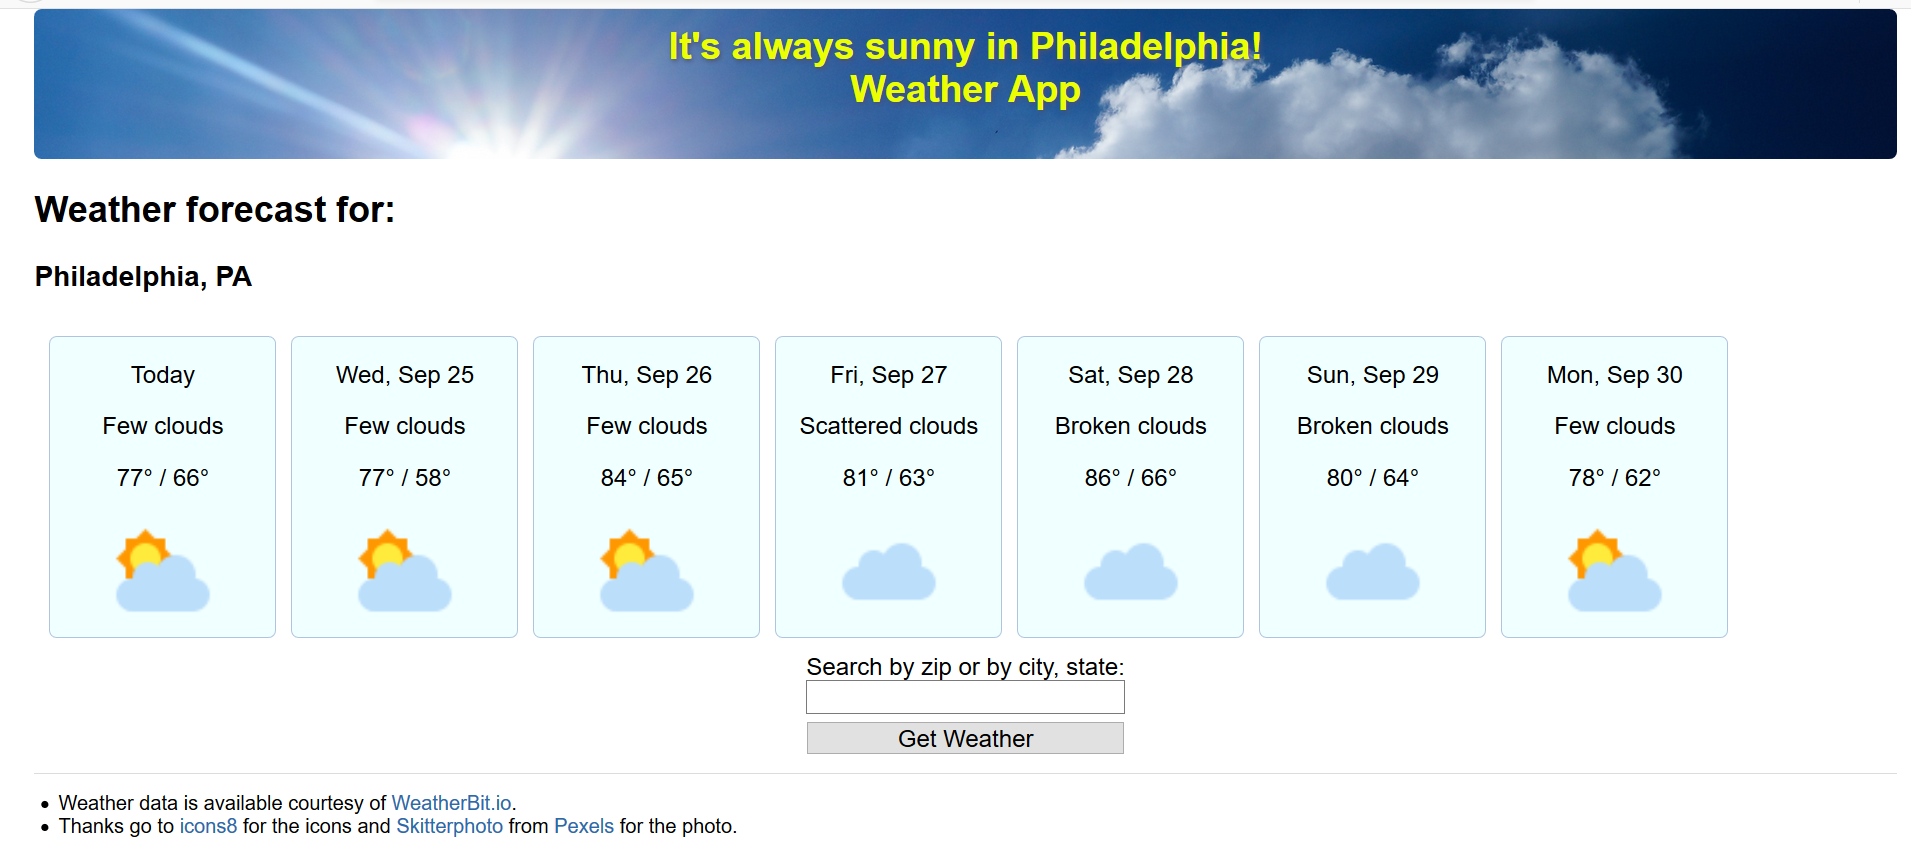 It's always sunny in Philadelphia!
Weather App
Weather forecast for:
Philadelphia, PA
Today
Few clouds
77° / 66°
Wed, Sep 25
Few clouds
77° / 58°
Thu, Sep 26
Few clouds
84° / 65°
Fri, Sep 27
Scattered clouds
81° / 63°
Sat, Sep 28
Broken clouds
86° / 66°
Sun, Sep 29
Broken clouds
80° / 64°
Mon, Sep 30
Few clouds
78° / 62°
Search by zip or by city, state:
Get Weather
• Weather data is available courtesy of WeatherBit.io.
• Thanks go to icons8 for the icons and Skitterphoto from Pexels for the photo.